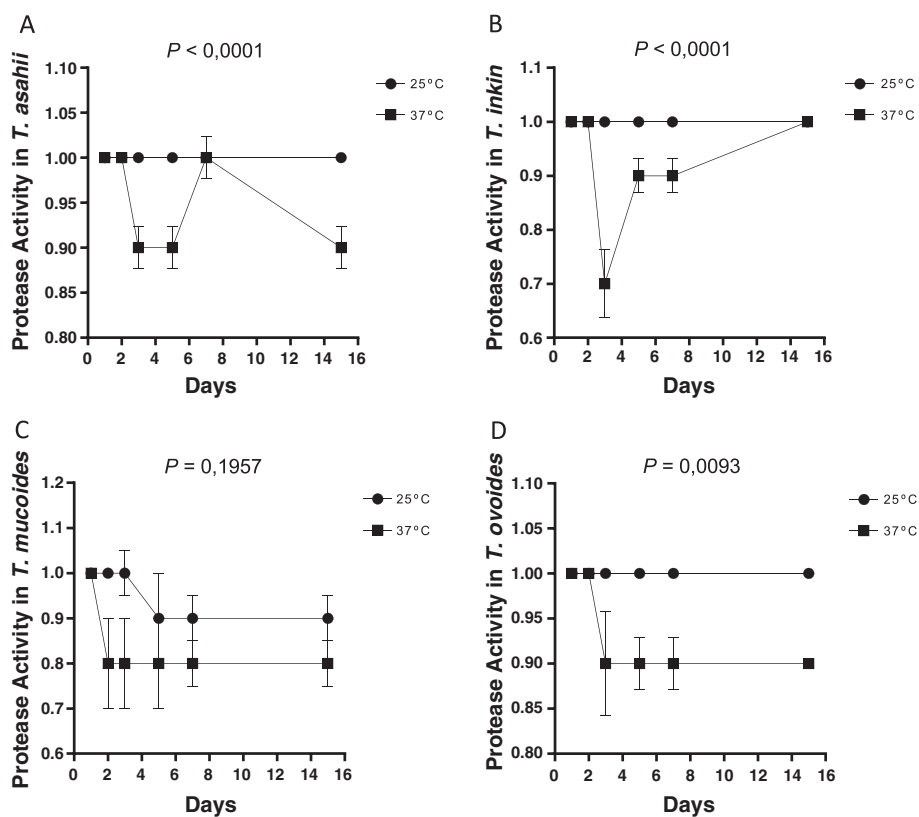 A
P < 0,0001
Protease Activity in T. asahii
1.10
1.05
1.00
0.95
0.90
0.85
0.80
0 2 4 6 8 10 12 14 16
Days
25°C
37°C
B
P < 0,0001
Protease Activity in T. inkin
1.1
1.0
0.9
0.8
0.7
0.6
0 2 4 6 8 10 12 14 16
Days
25°C
37°C
C
P = 0,1957
Protease Activity in T. mucoides
1.2
1.1
1.0
0.9
0.8
0.7
0.6
0 2 4 6 8 10 12 14 16
Days
25°C
37°C
D
P = 0,0093
Protease Activity in T. ovoides
1.10
1.05
1.00
0.95
0.90
0.85
0.80
0 2 4 6 8 10 12 14 16
Days
25°C
37°C